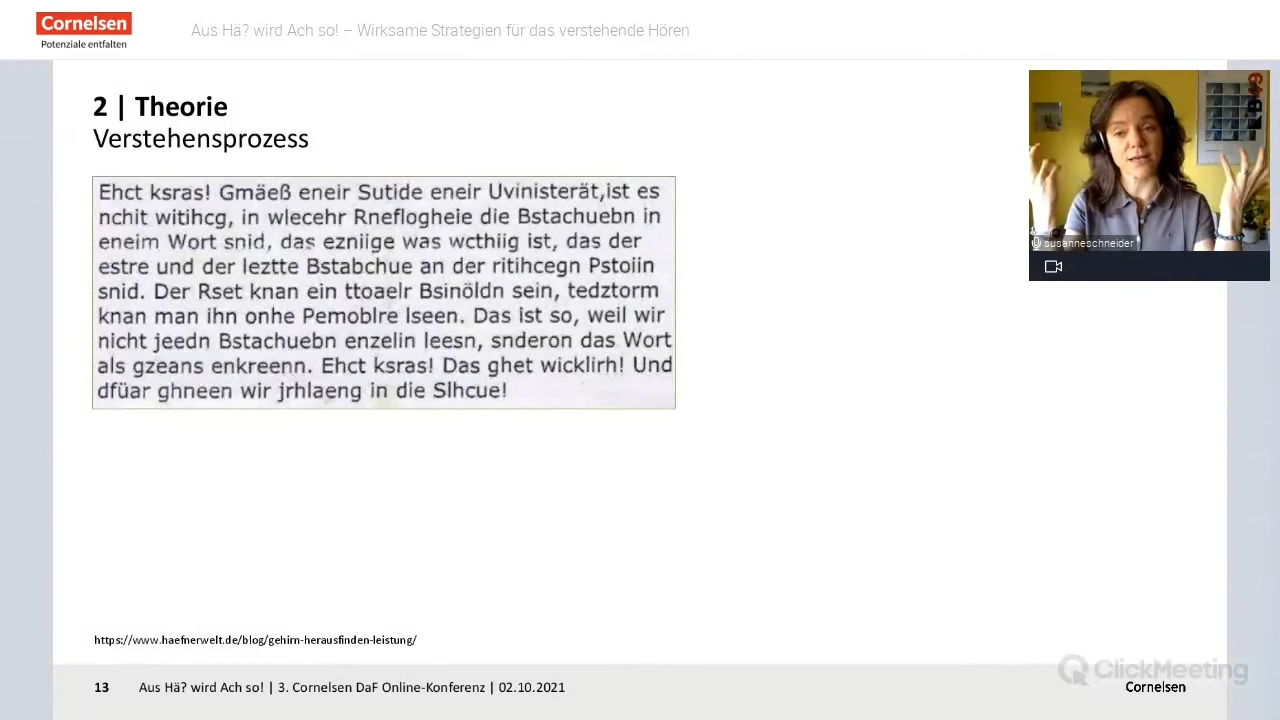 Cornelsen
Potenziale entfalten
Aus Hä? wird Ach so! – Wirksame Strategien für das verstehende Hören
2 | Theorie
Verstehensprozess
Ehct ksras! Gmäeß eneir Sutide eneir Uvinisterät,ist es
nchit witihcg, in wlecehr Rneflogheie die Bstachuebn in
eneim Wort snid, das ezniige was wcthiig ist, das der
estre und der leztte Bstabchue an der ritihcegn Pstoiin
snid. Der Rset knan ein ttoaelr Bsinöldn sein, tedztorm
knan man ihn onhe Pemoblre lseen. Das ist so, weil wir
nicht jeedn Bstachuebn enzelin leesn, snderon das Wort
als gzeans enkreenn. Ehct ksras! Das ghet wicklirh! Und
dfüar ghneen wir jrhlaeng in die Slhcue!
susanneschneider
https://www.haefnerwelt.de/blog/gehirn-herausfinden-leistung/
13 Aus Hä? wird Ach so! | 3. Cornelsen DaF Online-Konferenz | 02.10.2021
ClickMeeting
Cornelsen